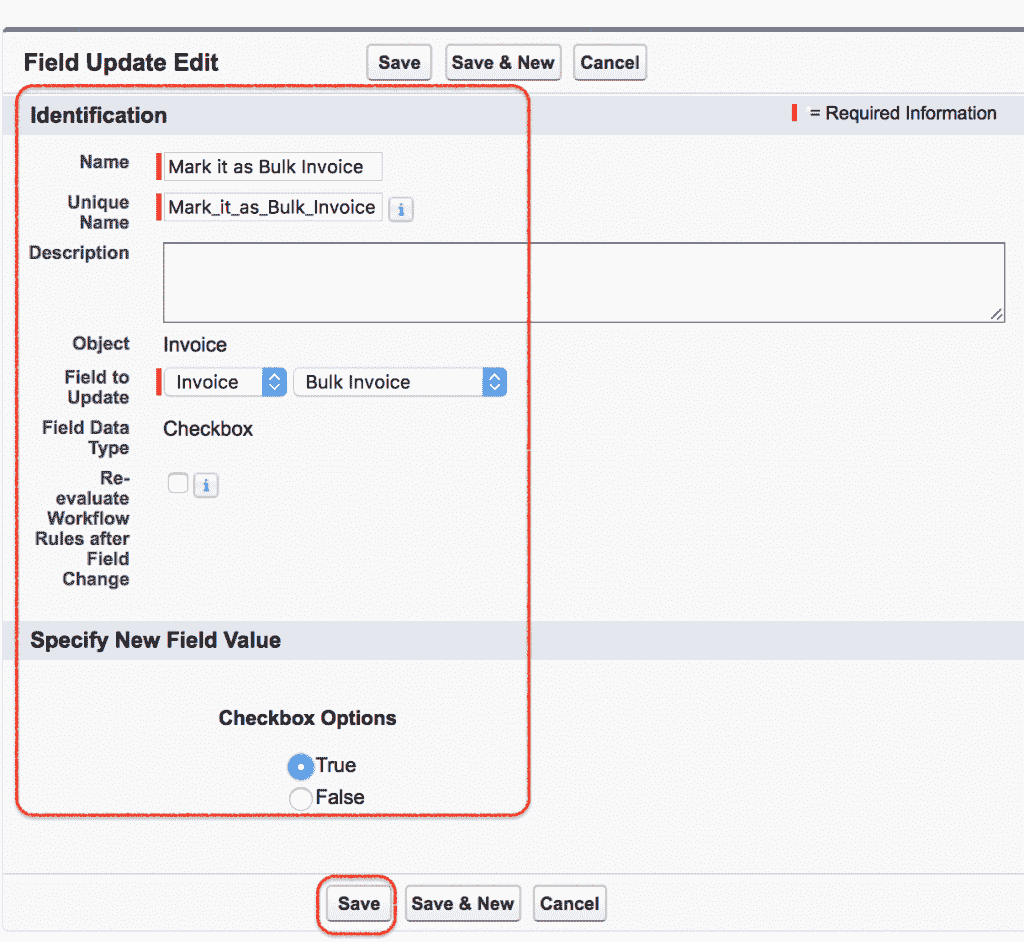 Field Update Edit Save Save & New Cancel
Identification = Required Information
Name Mark it as Bulk Invoice
Unique Name Mark_it_as_Bulk_Invoice i
Description
Object Invoice
Field to Update Invoice Bulk Invoice
Field Data Type Checkbox
Re-
evaluate
Workflow
Rules after
Field
Change
i
Specify New Field Value
Checkbox Options
True
False
Save Save & New Cancel